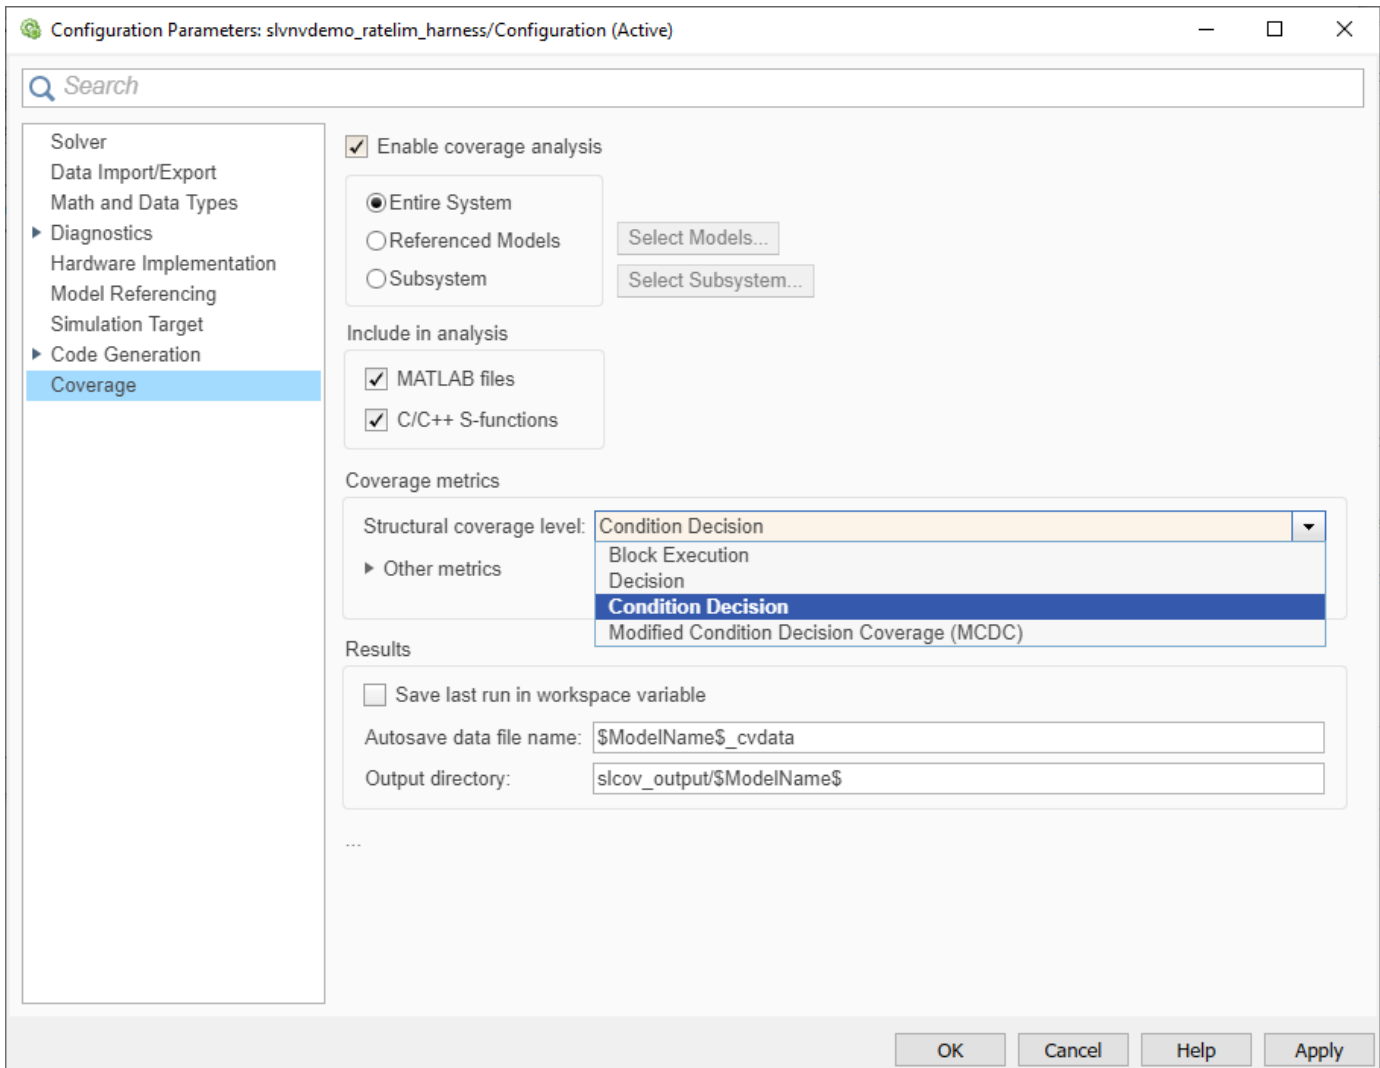 Configuration Parameters: slvnvdemo_ratelim_harness/Configuration (Active)
Search
Solver
Data Import/Export
Math and Data Types
Diagnostics
Hardware Implementation
Model Referencing
Simulation Target
Code Generation
Coverage
Enable coverage analysis
Entire System
Referenced Models
Select Models...
Subsystem
Select Subsystem...
Include in analysis
MATLAB files
C/C++ S-functions
Coverage metrics
Structural coverage level: Condition Decision
Block Execution
Other metrics
Decision
Condition Decision
Modified Condition Decision Coverage (MCDC)
Results
Save last run in workspace variable
Autosave data file name: $ModelName$_cvdata
Output directory: slcov_output/$ModelName$
...
OK Cancel Help Apply